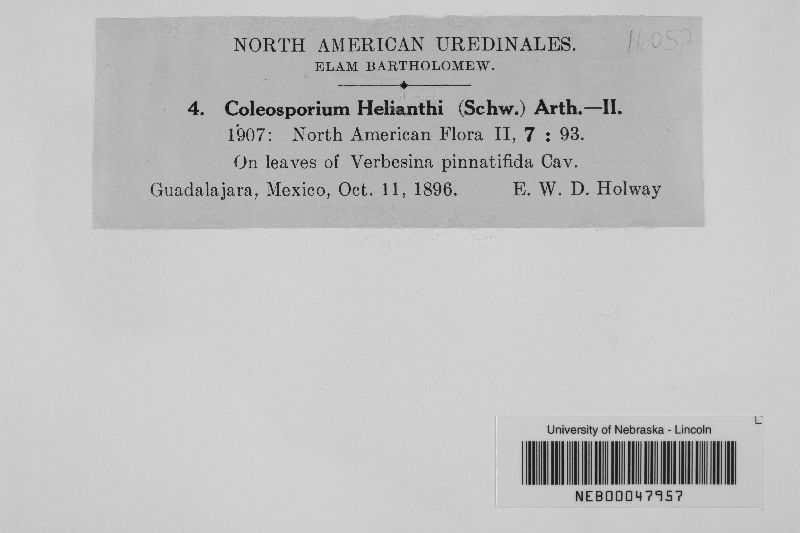 NORTH AMERICAN UREDINALES.
16052
ELAM BARTHOLOMEW.
4. Coleosporium Helianthi (Schw.) Arth.—II.
1907: North American Flora II, 7 : 93.
On leaves of Verbesina pinnatifida Cav.
Guadalajara, Mexico, Oct. 11, 1896. E. W. D. Holway
University of Nebraska - Lincoln
NEB00047957